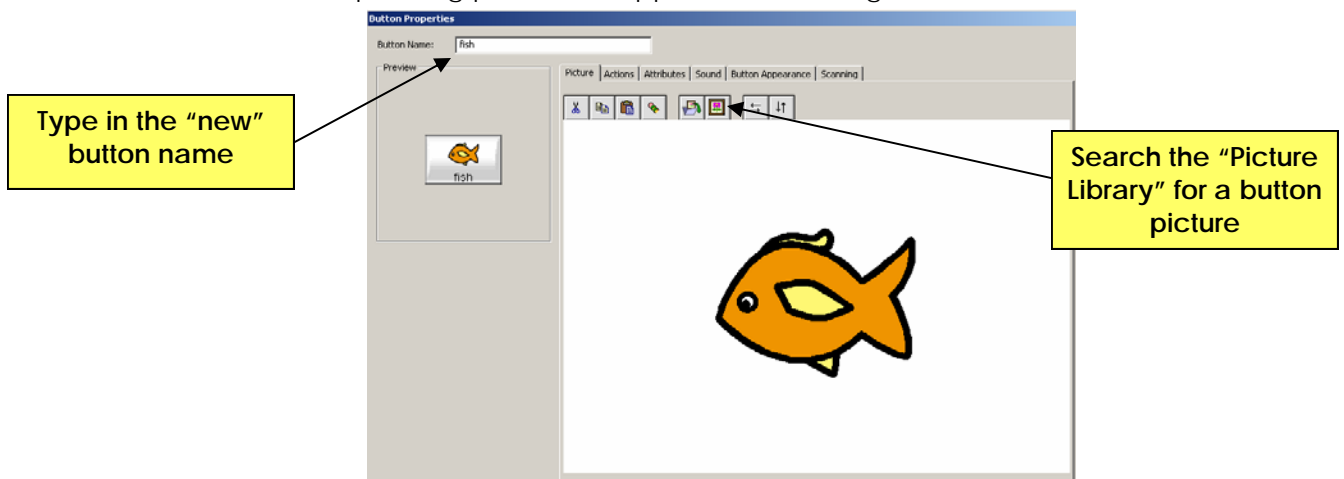 Button Properties
Button Name: fish
Preview
Picture Actions Attributes Sound Button Appearance Scanning
Type in the “new”
button name
fish
Search the “Picture
Library” for a button
picture